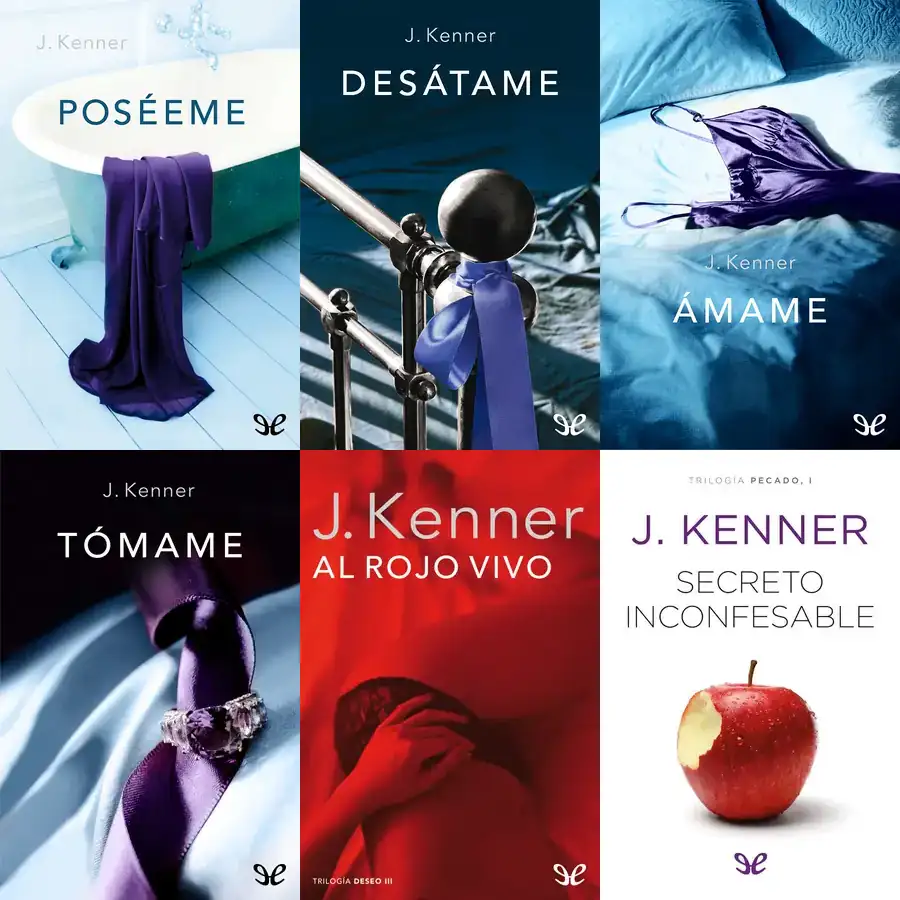 J. Kenner
POSÉEME
J. Kenner
DESÁTAME
J. Kenner
ÁMAME
J. Kenner
TÓMAME
J. Kenner
AL ROJO VIVO
TRILOGÍA DESEO III
TRILOGÍA PECADO, I
J. KENNER
SECRETO
INCONFESABLE